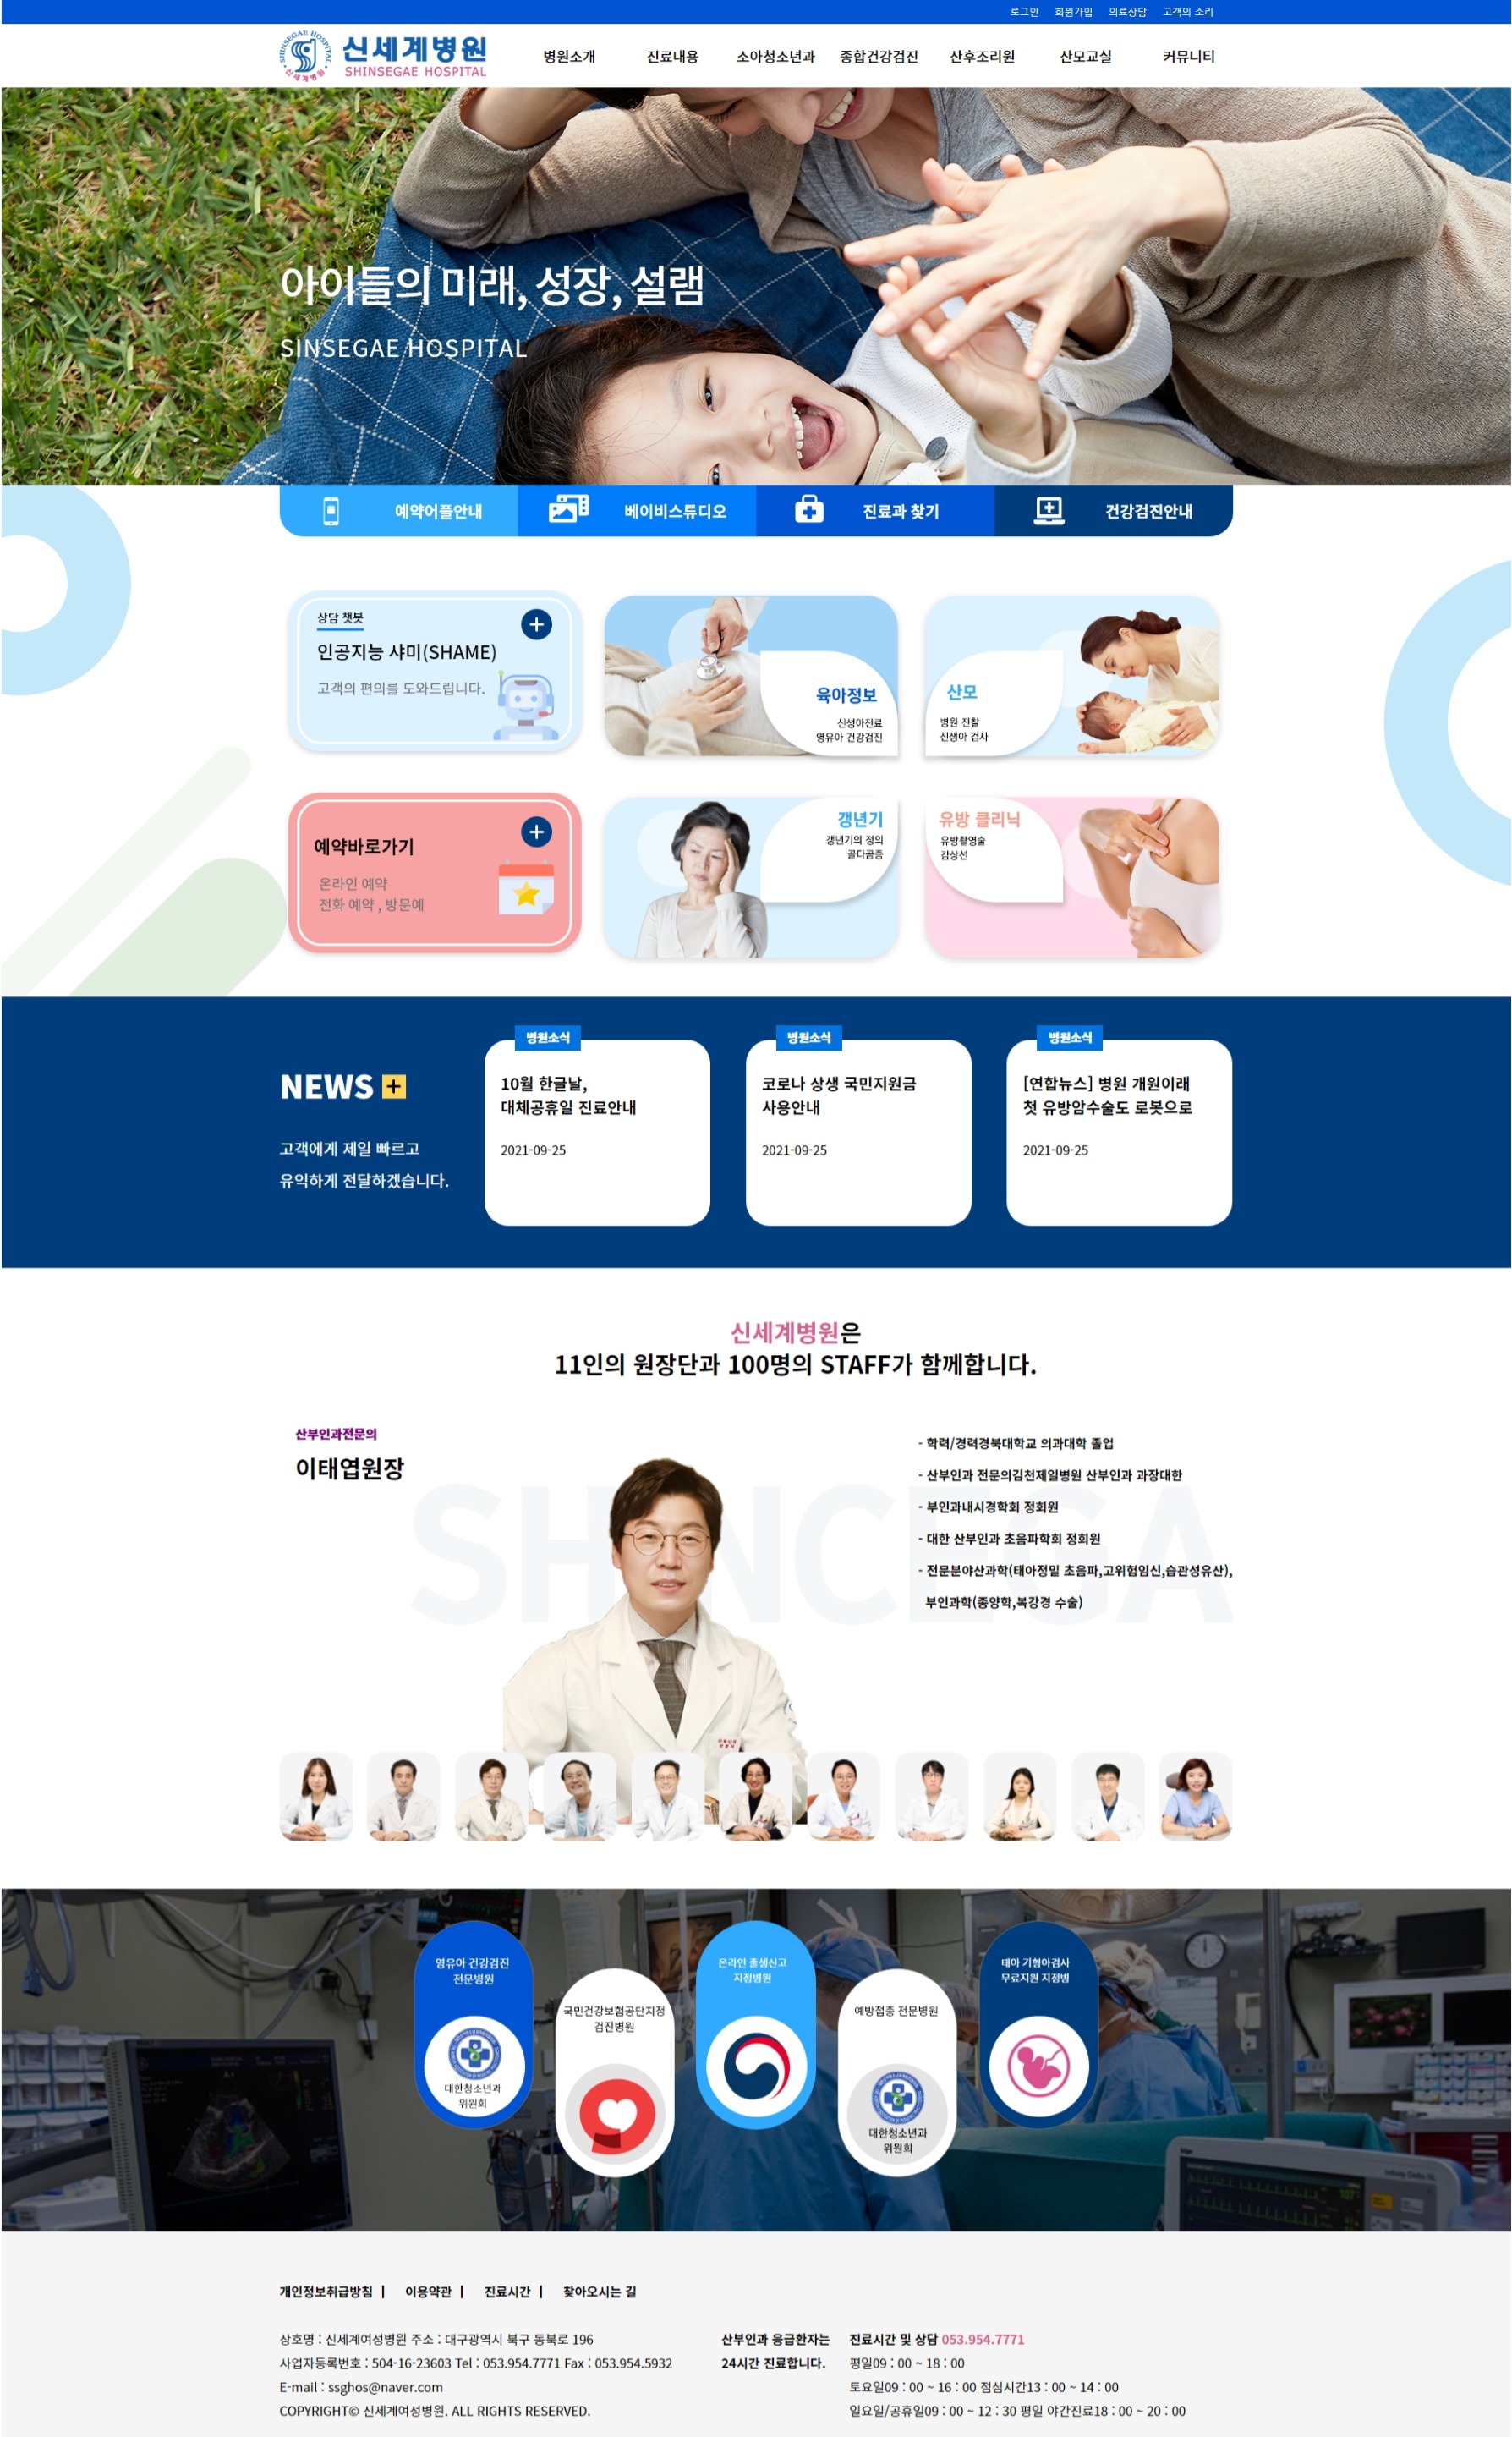 로그인 회원가입 의료상담 고객의 소리
신세계병원
SHINSEGAE HOSPITAL
병원소개 진료내용 소아청소년과 종합건강검진 산후조리원 산모교실 커뮤니티
아이들의 미래, 성장, 설램
SINSEGAE HOSPITAL
예약어플안내 베이비스튜디오 진료과 찾기 건강검진안내
상담 챗봇
인공지능 샤미(SHAME)
고객의 편의를 도와드립니다.
육아정보
신생아진료
영유아 건강검진
산모
병원 진찰
신생아 검사
예약바로가기
온라인 예약
전화 예약 , 방문예
갱년기
갱년기의 정의
골다곰증
유방 클리닉
유방촬영술
갑상선
NEWS
고객에게 제일 빠르고
유익하게 전달하겠습니다.
병원소식
10월 한글날,
대체공휴일 진료안내
2021-09-25
병원소식
코로나 상생 국민지원금
사용안내
2021-09-25
병원소식
[연합뉴스] 병원 개원이래
첫 유방암수술도 로봇으로
2021-09-25
신세계병원은
11인의 원장단과 100명의 STAFF가 함께합니다.
산부인과전문의
이태엽원장
SHINCEGA
- 학력/경력경북대학교 의과대학 졸업
- 산부인과 전문의김천제일병원 산부인과 과장대한
- 부인과내시경학회 정회원
- 대한 산부인과 초음파학회 정회원
- 전문분야산과학(태아정밀 초음파,고위험임신,습관성유산),
부인과학(종양학,복강경 수술)
영유아 건강검진
전문병원
대한청소년과
위원회
국민건강보험공단지정
검진병원
온라인 출생신고
지정병원
예방접종 전문병원
대한청소년과
위원회
태아 기형아검사
무료지원 지정병
개인정보취급방침 | 이용약관 | 진료시간 | 찾아오시는 길
상호명 : 신세계여성병원 주소 : 대구광역시 북구 동북로 196
사업자등록번호 : 504-16-23603 Tel : 053.954.7771 Fax : 053.954.5932
E-mail : ssghos@naver.com
COPYRIGHT© 신세계여성병원. ALL RIGHTS RESERVED.
산부인과 응급환자는
24시간 진료합니다.
진료시간 및 상담 053.954.7771
평일09 : 00 ~ 18 : 00
토요일09 : 00 ~ 16 : 00 점심시간13 : 00 ~ 14 : 00
일요일/공휴일09 : 00 ~ 12 : 30 평일 야간진료18 : 00 ~ 20 : 00